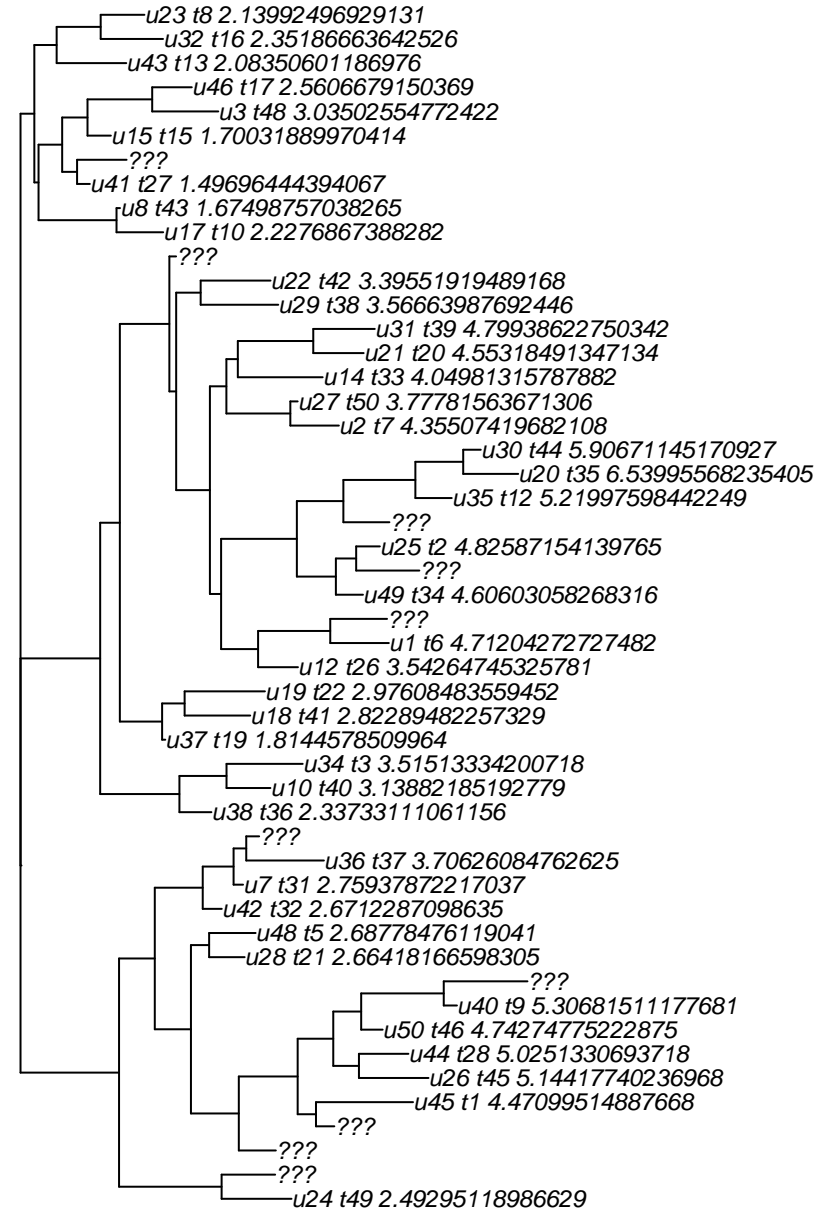 u23 t8 2.13992496929131
u32 t16 2.35186663642526
u43 t13 2.08350601186976
u46 t17 2.5606679150369
u3 t48 3.03502554772422
u15 t15 1.70031889970414
???
u41 t27 1.49696444394067
u8 t43 1.67498757038265
u17 t10 2.2276867388282
???
u22 t42 3.39551919489168
u29 t38 3.56663987692446
u31 t39 4.79938622750342
u21 t20 4.55318491347134
u14 t33 4.04981315787882
u27 t50 3.77781563671306
u2 t7 4.35507419682108
u30 t44 5.90671145170927
u20 t35 6.53995568235405
u35 t12 5.21997598442249
???
u25 t2 4.82587154139765
???
u49 t34 4.60603058268316
???
u1 t6 4.71204272727482
u12 t26 3.54264745325781
u19 t22 2.97608483559452
u18 t41 2.82289482257329
u37 t19 1.8144578509964
u34 t3 3.51513334200718
u10 t40 3.13882185192779
u38 t36 2.33733111061156
???
u36 t37 3.70626084762625
u7 t31 2.75937872217037
u42 t32 2.6712287098635
u48 t5 2.68778476119041
u28 t21 2.66418166598305
???
u40 t9 5.30681511177681
u50 t46 4.74274775222875
u44 t28 5.0251330693718
u26 t45 5.14417740236968
u45 t1 4.47099514887668
???
???
???
u24 t49 2.49295118986629